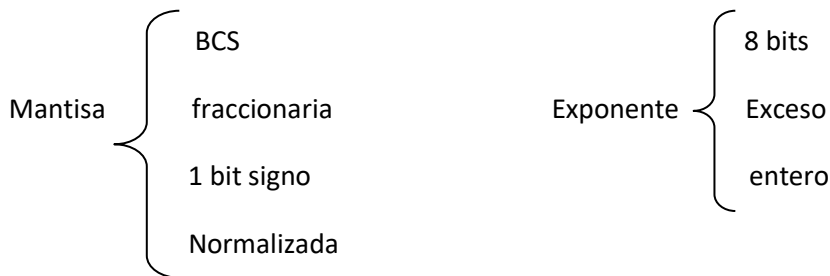 BCS
Mantisa fraccionaria
1 bit signo
Normalizada
8 bits
Exponente Exceso
entero